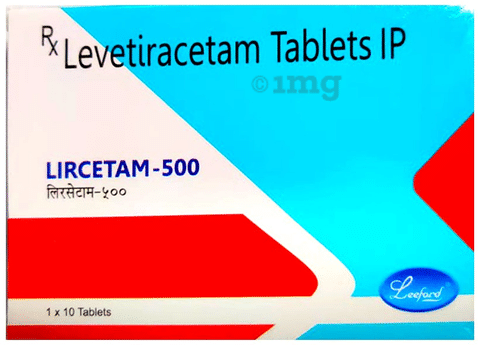 Rx Levetiracetam Tablets IP
©1mg
LIRCETAM-500
लिरसेटाम-५००
Leeford
1 x 10 Tablets